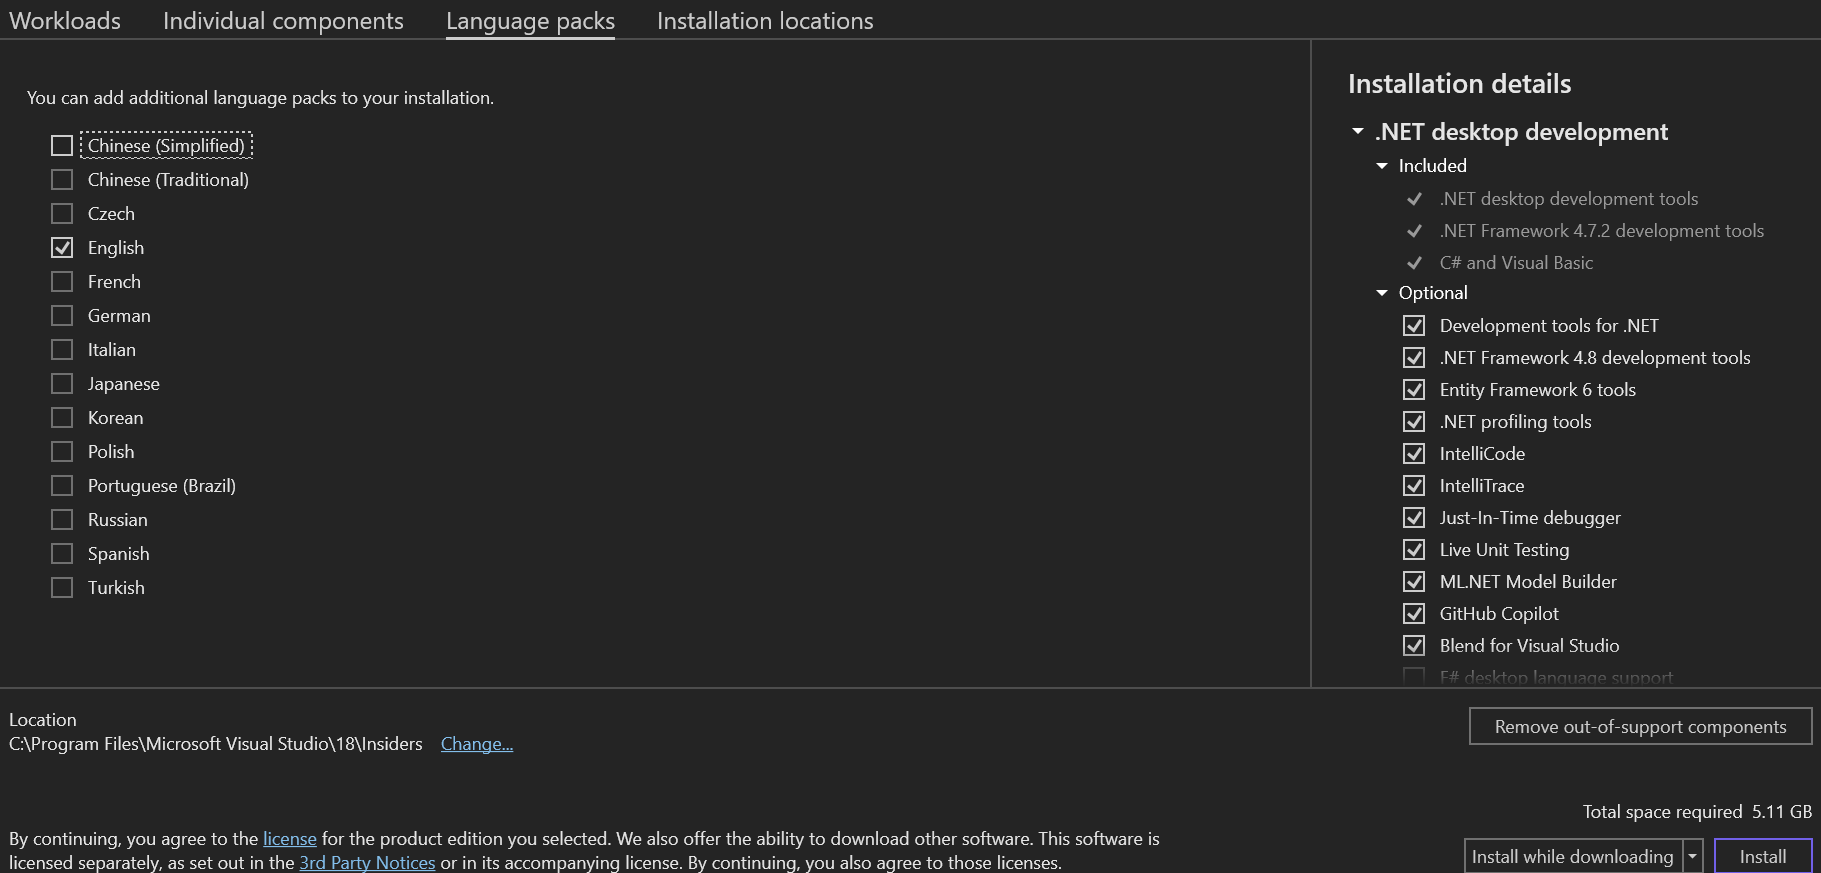 Workloads
Individual components
Language packs
Installation locations
You can add additional language packs to your installation.
Chinese (Simplified)
Chinese (Traditional)
Czech
English
French
German
Italian
Japanese
Korean
Polish
Portuguese (Brazil)
Russian
Spanish
Turkish
Installation details
.NET desktop development
Included
.NET desktop development tools
.NET Framework 4.7.2 development tools
C# and Visual Basic
Optional
Development tools for .NET
.NET Framework 4.8 development tools
Entity Framework 6 tools
.NET profiling tools
IntelliCode
IntelliTrace
Just-In-Time debugger
Live Unit Testing
ML.NET Model Builder
GitHub Copilot
Blend for Visual Studio
F# desktop language support
Location
C:\Program Files\Microsoft Visual Studio\18\Insiders Change...
Remove out-of-support components
Total space required 5.11 GB
By continuing, you agree to the license for the product edition you selected. We also offer the ability to download other software. This software is
licensed separately, as set out in the 3rd Party Notices or in its accompanying license. By continuing, you also agree to those licenses.
Install while downloading
Install